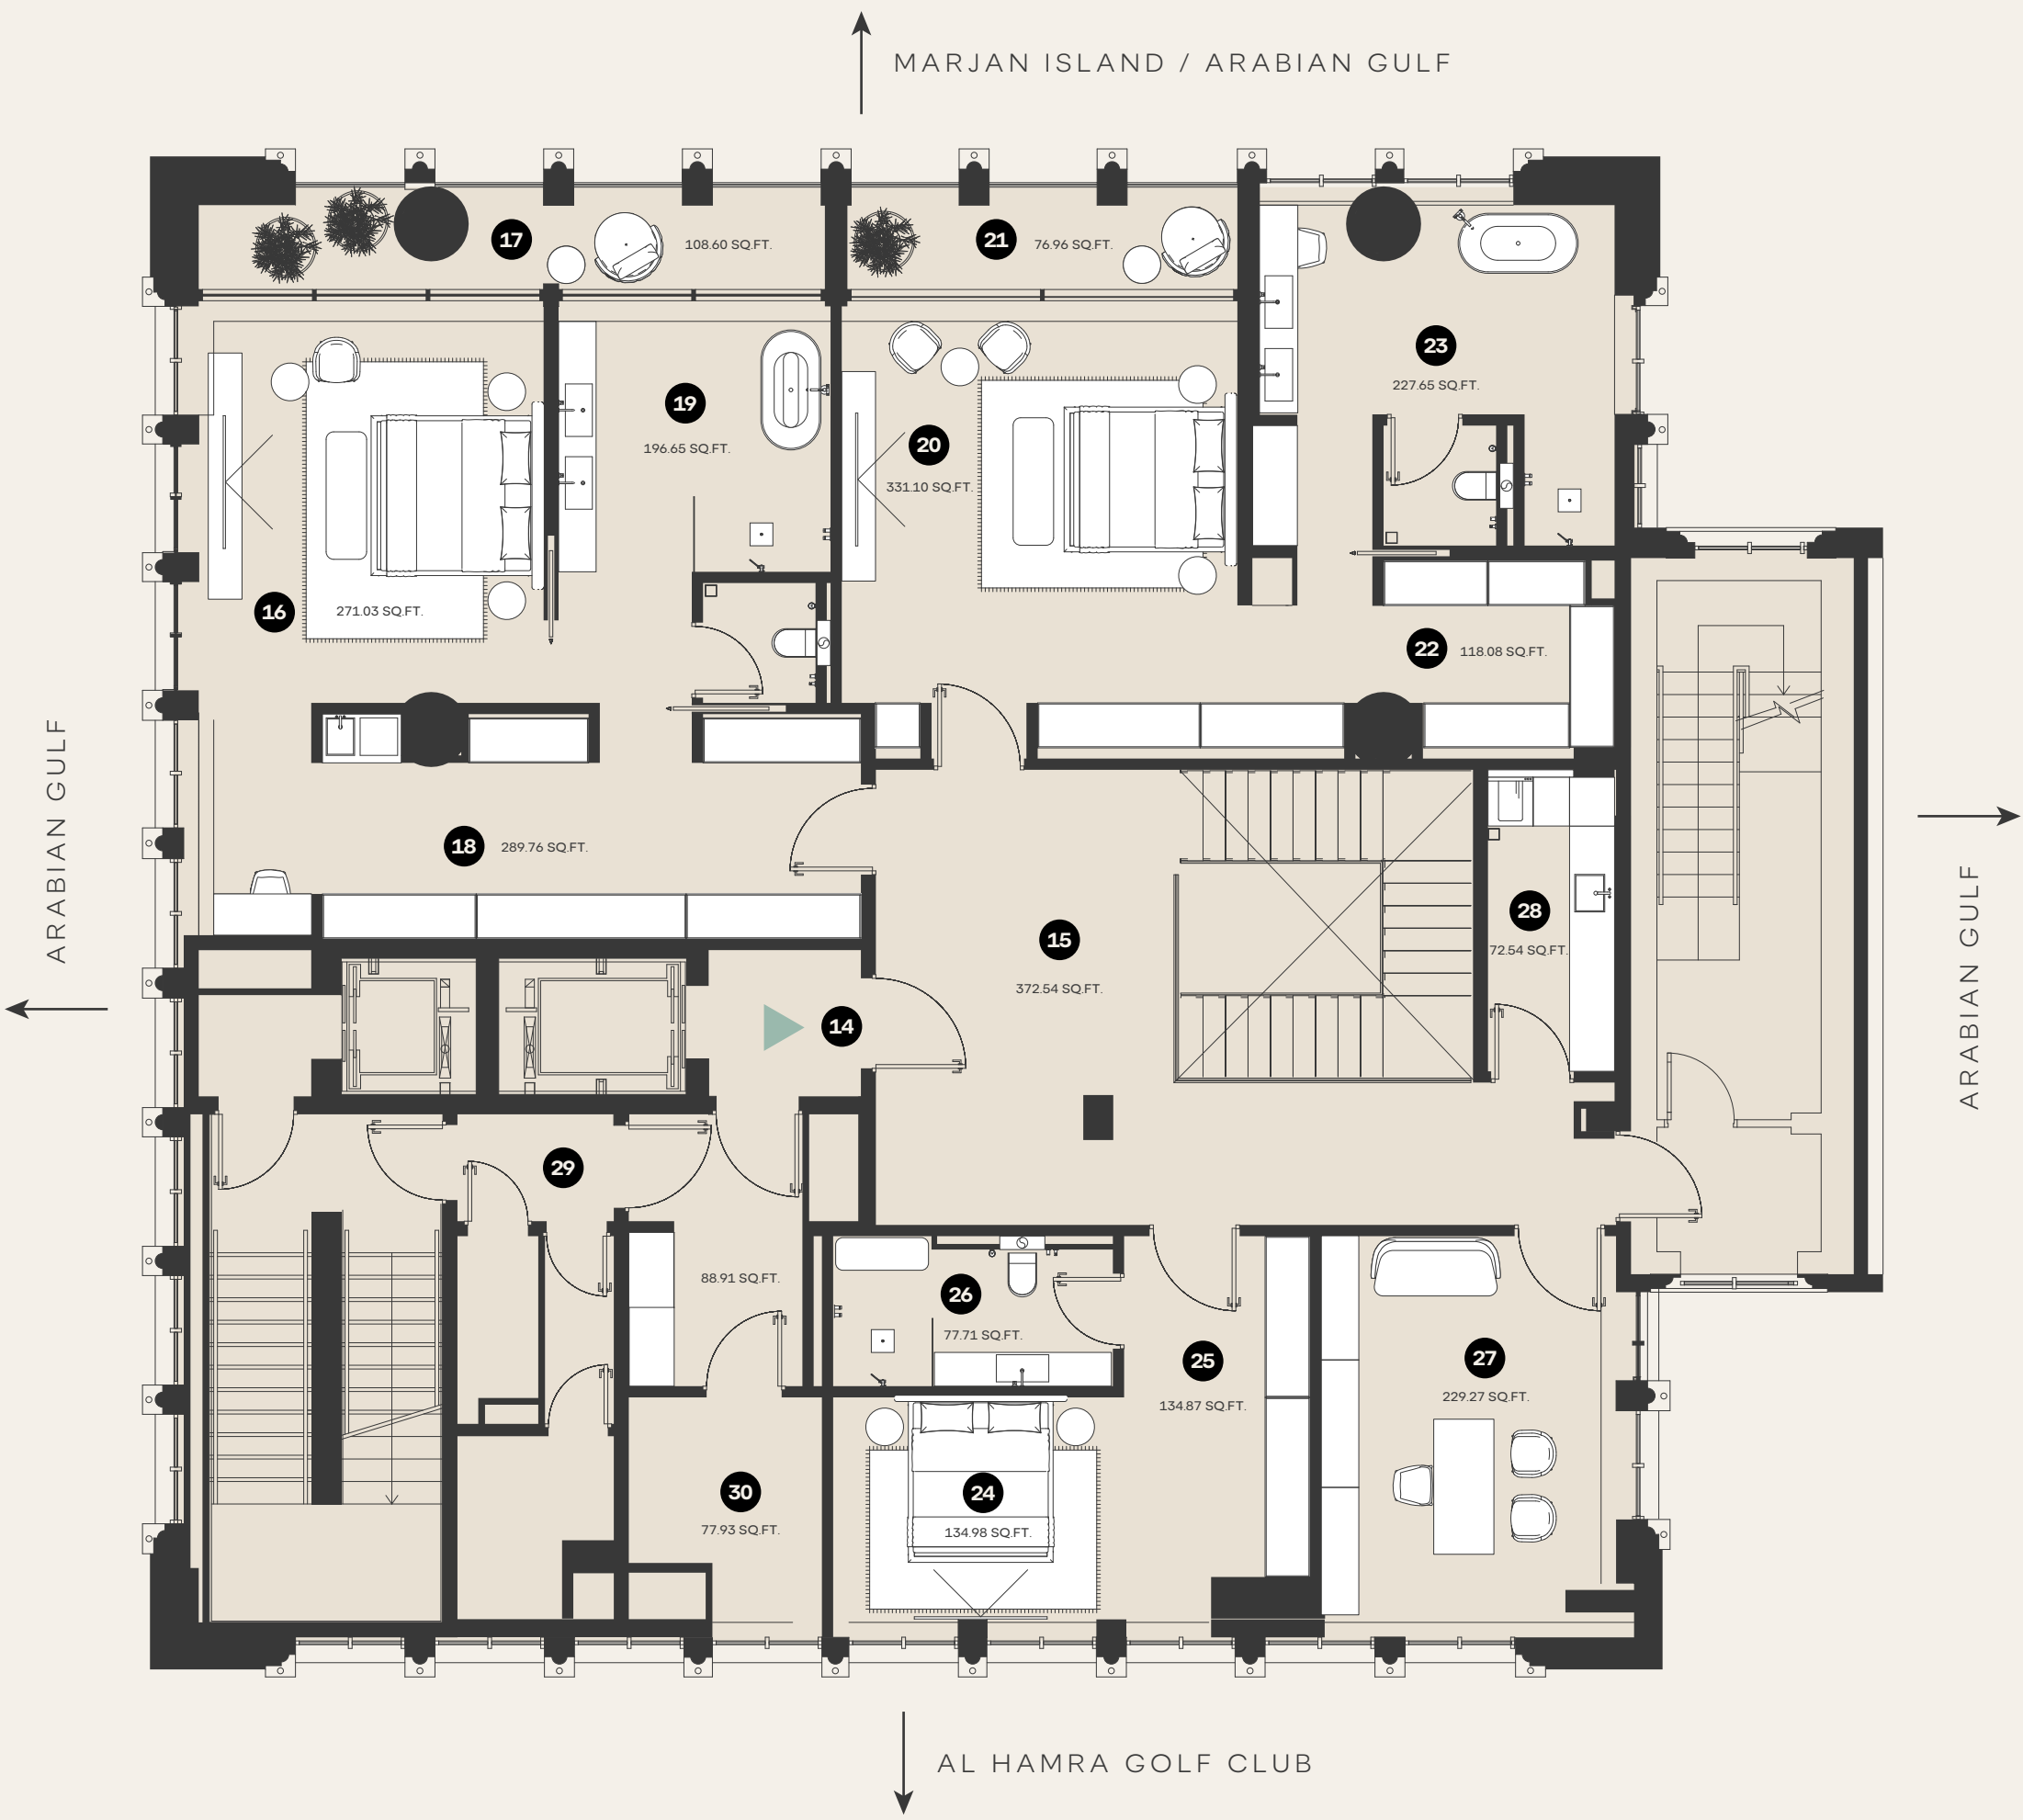 MARJAN ISLAND / ARABIAN GULF
17
108.60 SQ.FT.
21
76.96 SQ.FT.
23
227.65 SQ.FT.
19
196.65 SQ.FT.
20
331.10 SQ.FT.
16
271.03 SQ.FT.
22
118.08 SQ.FT.
ARABIAN GULF
18
289.76 SQ.FT.
15
372.54 SQ.FT.
28
72.54 SQ.FT.
ARABIAN GULF
14
29
88.91 SQ.FT.
26
77.71 SQ.FT.
25
134.87 SQ.FT.
27
229.27 SQ.FT.
30
77.93 SQ.FT.
24
134.98 SQ.FT.
AL HAMRA GOLF CLUB